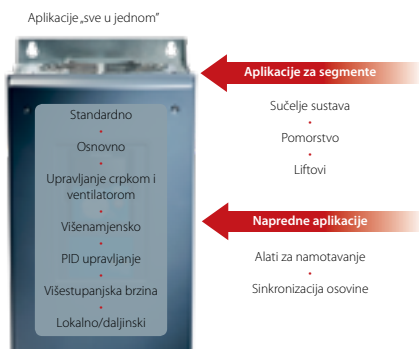 Aplikacije „sve u jednom”
Standardno
•
Osnovno
•
Upravljanje crpkom i
ventilatorom
•
Višenamjensko
•
PID upravljanje
•
Višestupanjska brzina
•
Lokalno/daljinski
Aplikacije za segmente
Sučelje sustava
•
Pomorstvo
•
Liftovi
Napredne aplikacije
Alati za namotavanje
•
Sinkronizacija osovine